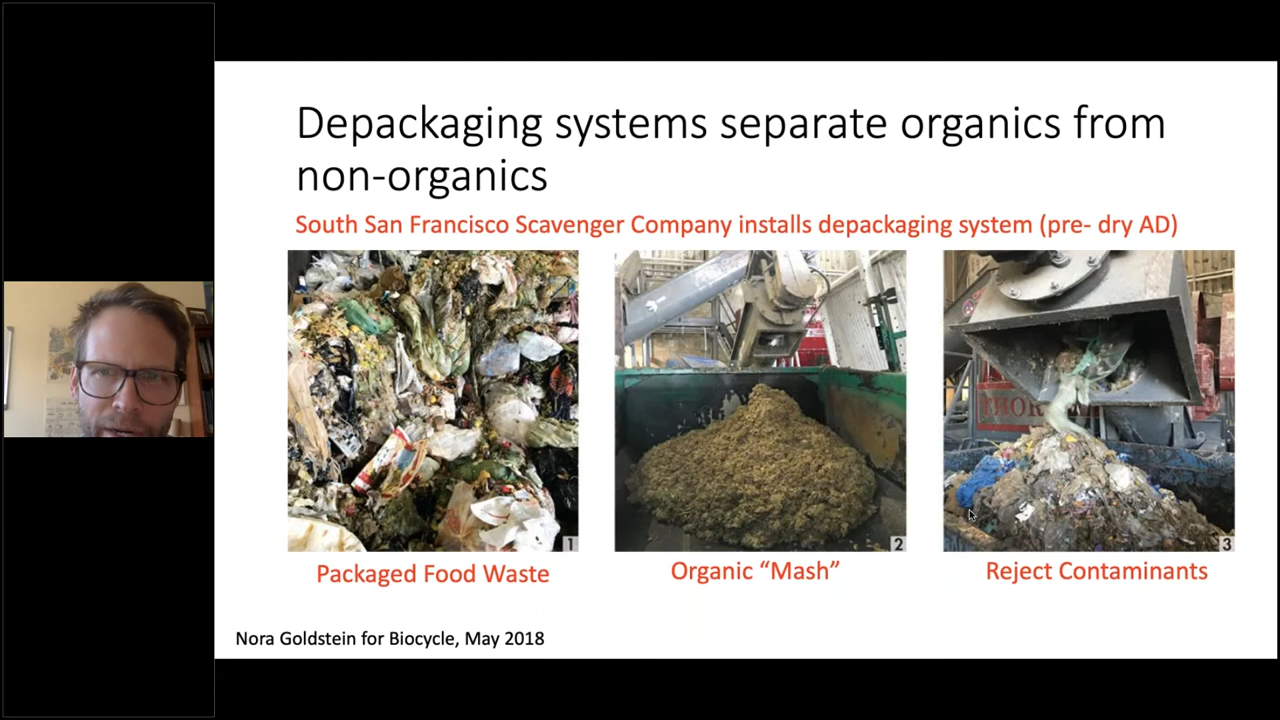 Depackaging systems separate organics from
non-organics
South San Francisco Scavenger Company installs depackaging system (pre- dry AD)
1
2
3
Packaged Food Waste
Organic “Mash”
Reject Contaminants
Nora Goldstein for Biocycle, May 2018